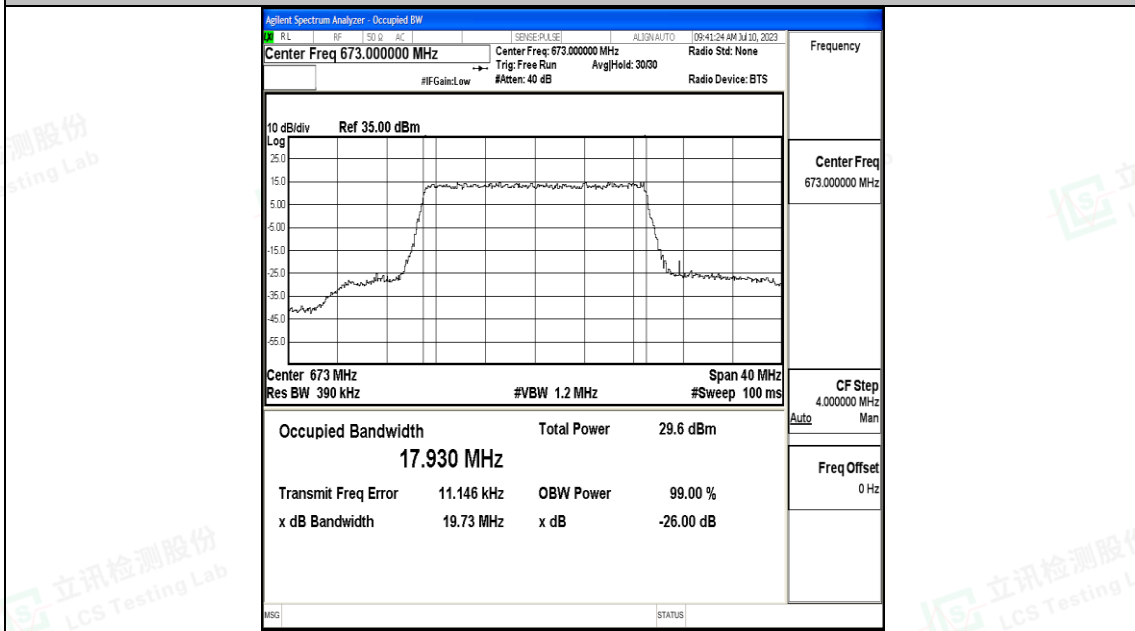 Agilent Spectrum Analyzer - Occupied BW
LXI RL RF 50 Ω AC SENSE:PULSE ALIGN AUTO 09:41:24 AM Jul 10, 2023
Center Freq 673.000000 MHz
Center Freq: 673.000000 MHz
Radio Std: None
Trig: Free Run
Avg|Hold: 30/30
#IFGain:Low
#Atten: 40 dB
Radio Device: BTS
10 dB/div Ref 35.00 dBm
Log
25.0
15.0
5.00
-5.00
-15.0
-25.0
-35.0
-45.0
-55.0
Center 673 MHz
Span 40 MHz
Res BW 390 kHz
#VBW 1.2 MHz
#Sweep 100 ms
Occupied Bandwidth
Total Power 29.6 dBm
17.930 MHz
Transmit Freq Error 11.146 kHz OBW Power 99.00 %
x dB Bandwidth 19.73 MHz x dB -26.00 dB
MSG STATUS
Frequency
Center Freq
673.000000 MHz
CF Step
4.000000 MHz
Auto Man
Freq Offset
0 Hz
检测股份
sting Lab
立讯检测股份
LCS Testing Lab
立讯检测股份
LCS Testing L